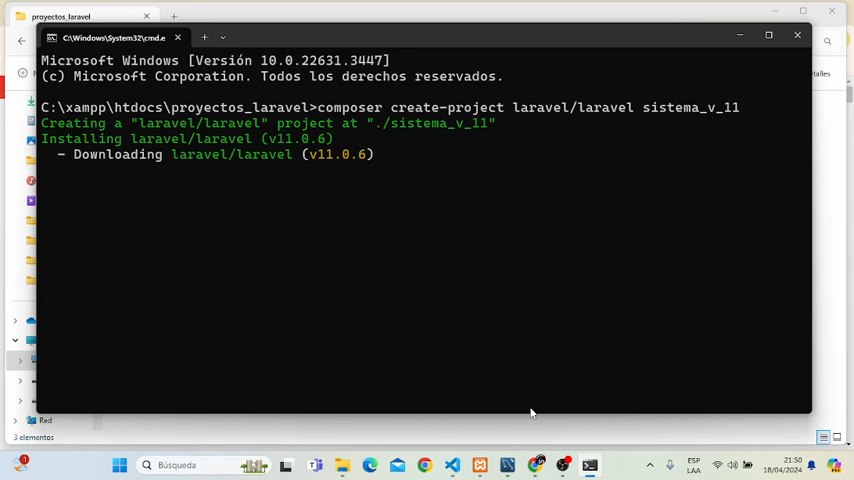 proyectos_laravel
C:\Windows\System32\cmd.e
Microsoft Windows [Versión 10.0.22631.3447]
(c) Microsoft Corporation. Todos los derechos reservados.
C:\xampp\htdocs\proyectos_laravel>composer create-project laravel/laravel sistema_v_11
Creating a "laravel/laravel" project at "./sistema_v_11"
Installing laravel/laravel (v11.0.6)
- Downloading laravel/laravel (v11.0.6)
Red
3 elementos
Búsqueda
ESP
LAA
21:50
18/04/2024